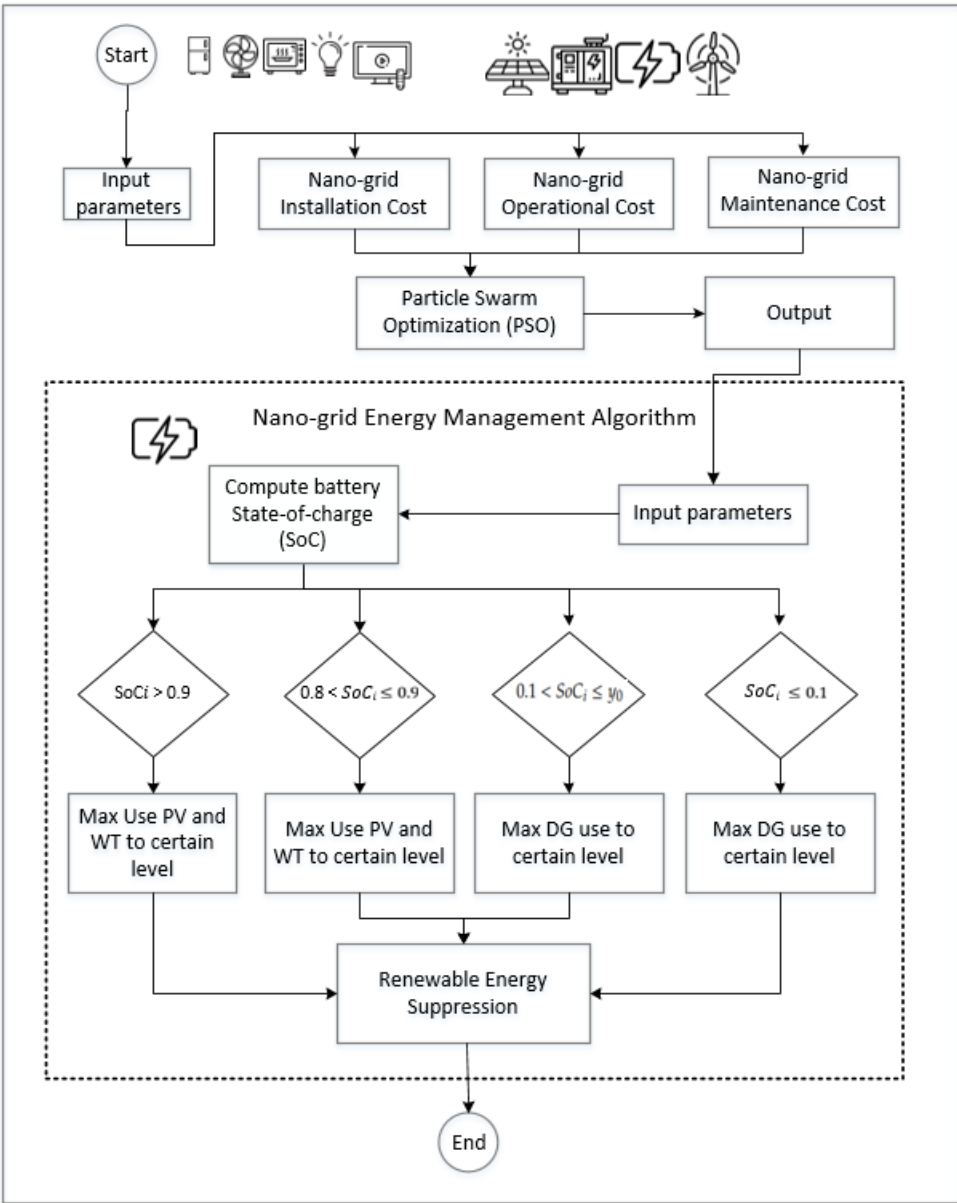 Start
Input
parameters
Nano-grid
Installation Cost
Nano-grid
Operational Cost
Nano-grid
Maintenance Cost
Particle Swarm
Optimization (PSO)
Output
Nano-grid Energy Management Algorithm
Compute battery
State-of-charge
(SoC)
Input parameters
SoCi > 0.9
0.8 < SoCᵢ ≤ 0.9
0.1 < SoCᵢ ≤ y₀
SoCᵢ ≤ 0.1
Max Use PV and
WT to certain
level
Max Use PV and
WT to certain level
Max DG use to
certain level
Max DG use to
certain level
Renewable Energy
Suppression
End